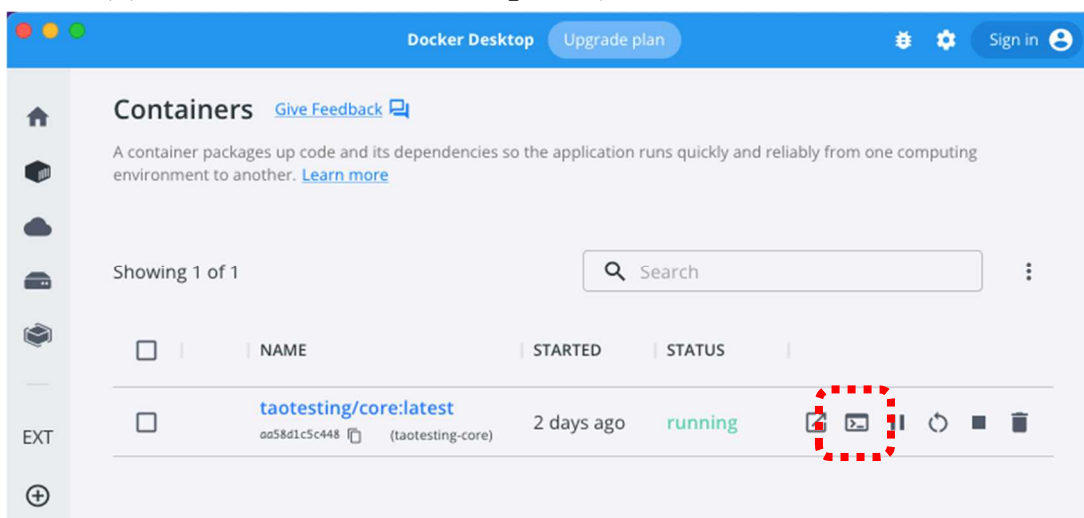 Docker Desktop Upgrade plan Sign in
Containers Give Feedback
A container packages up code and its dependencies so the application runs quickly and reliably from one computing
environment to another. Learn more
Showing 1 of 1 Search
NAME STARTED STATUS
taotesting/core:latest 2 days ago running
aa58d1c5c448 (taotesting-core)
EXT